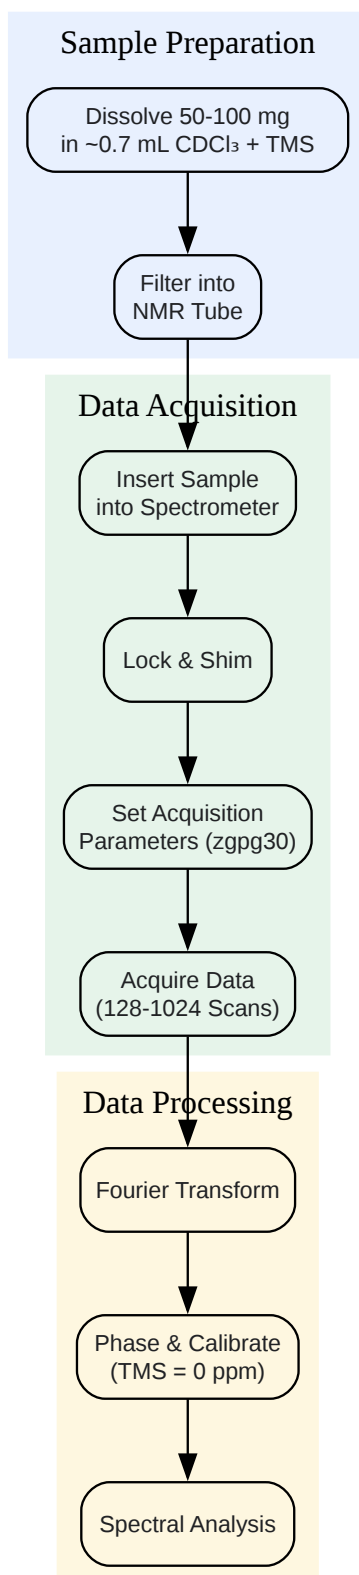 Sample Preparation
Dissolve 50-100 mg
in ~0.7 mL CDCl₃ + TMS
Filter into
NMR Tube
Data Acquisition
Insert Sample
into Spectrometer
Lock & Shim
Set Acquisition
Parameters (zgpg30)
Acquire Data
(128-1024 Scans)
Data Processing
Fourier Transform
Phase & Calibrate
(TMS = 0 ppm)
Spectral Analysis